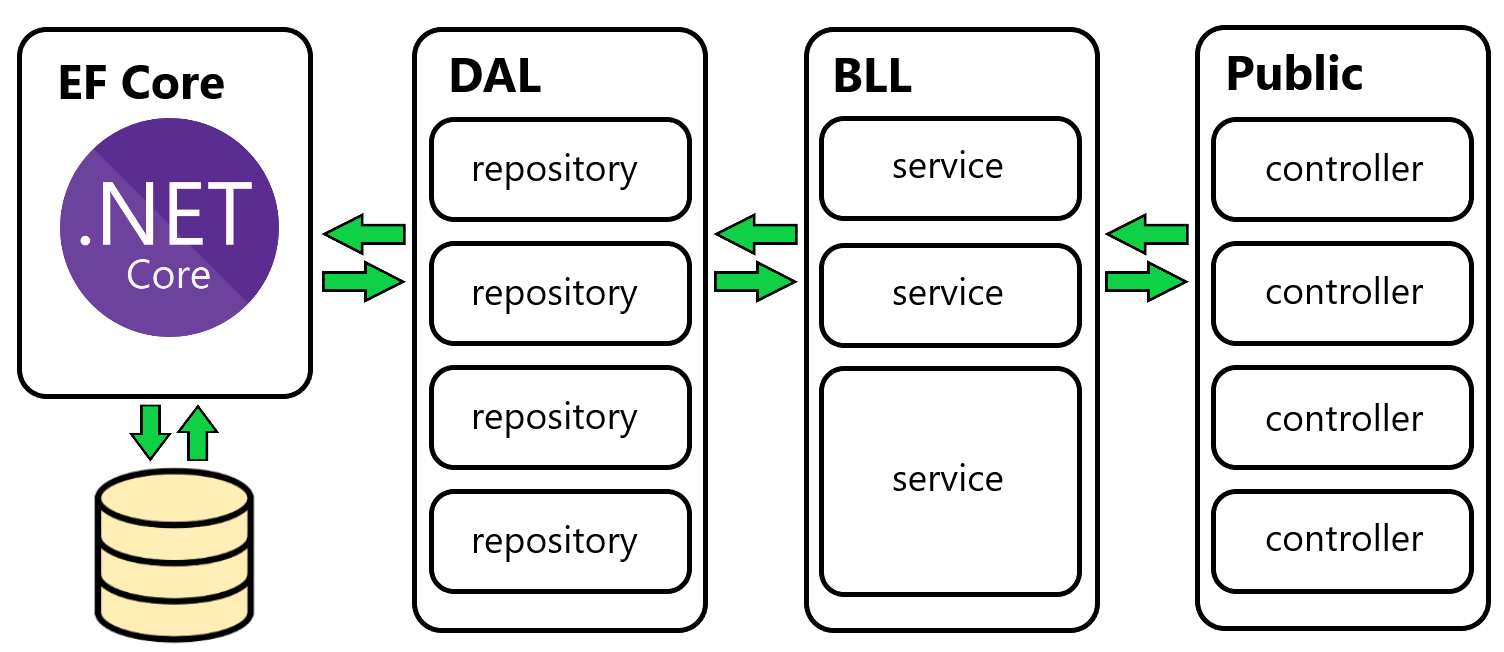 EF Core
.NET
Core
DAL
repository
repository
repository
repository
BLL
service
service
service
Public
controller
controller
controller
controller